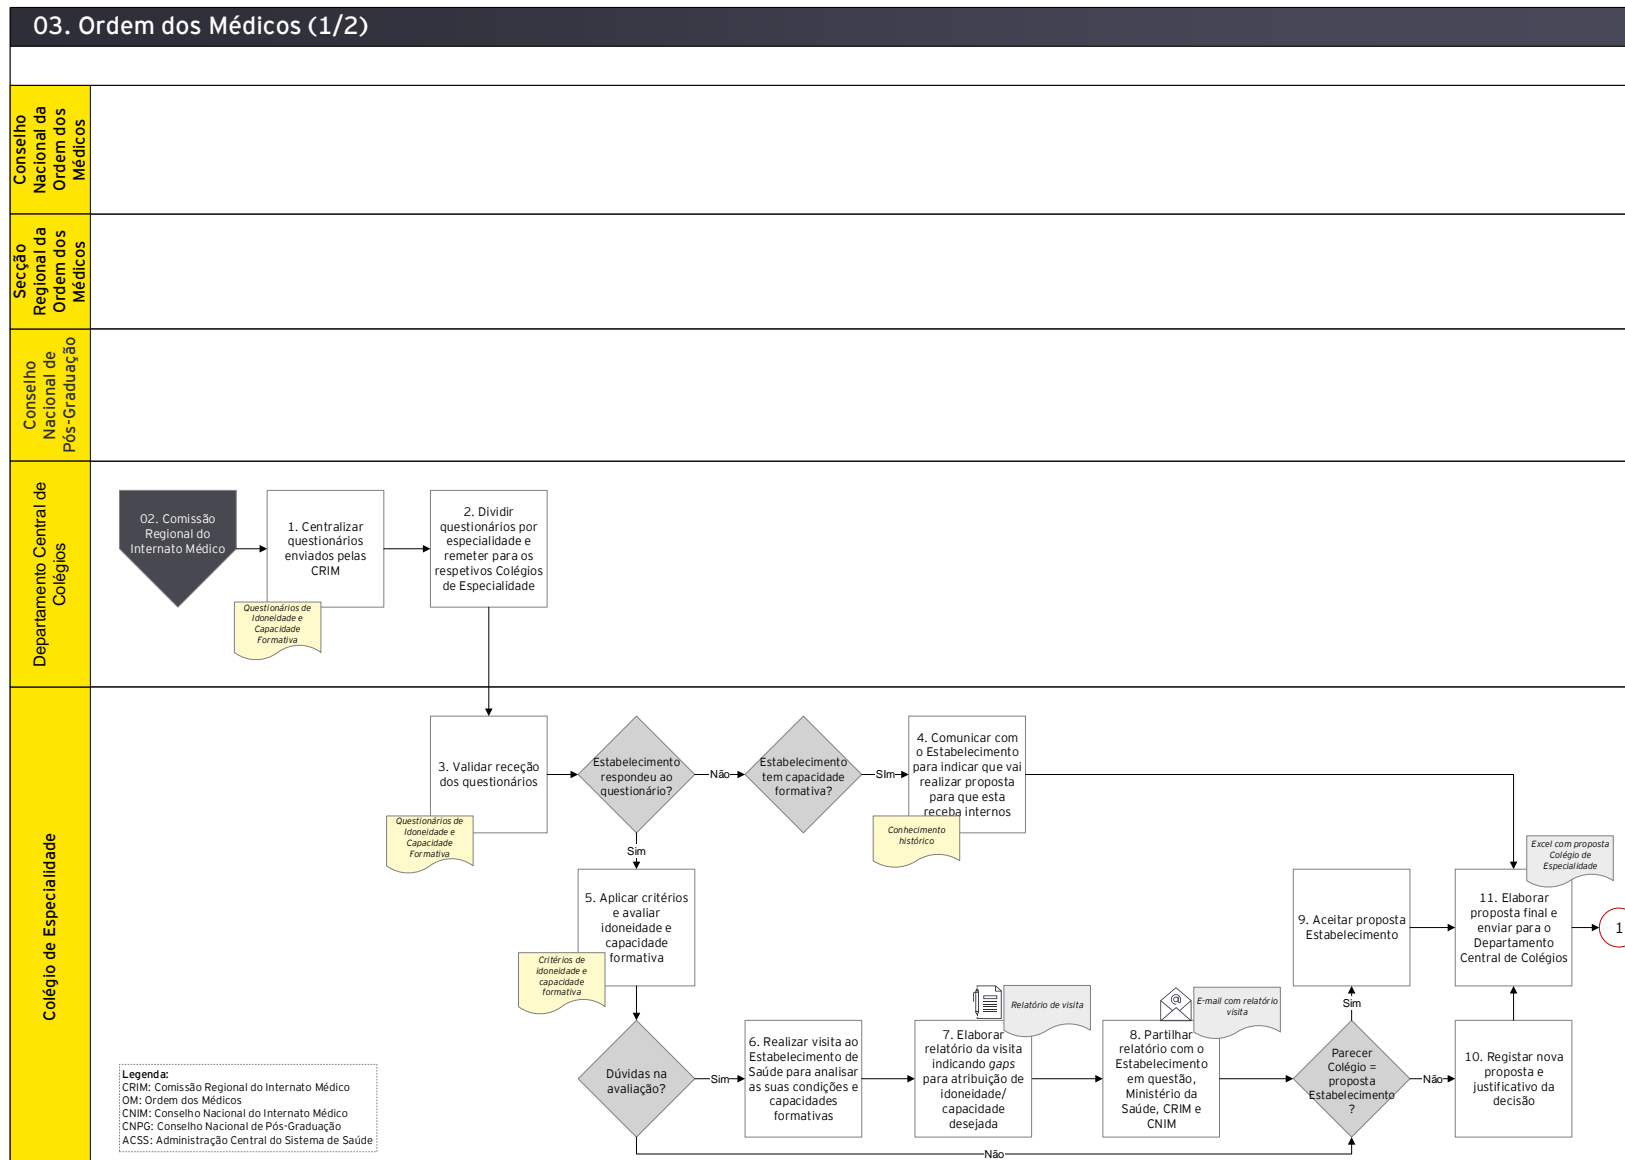 03. Ordem dos Médicos (1/2)
Conselho
Nacional da
Ordem dos
Médicos
Secção
Regional da
Ordem dos
Médicos
Conselho
Nacional de
Pós-Graduação
Departamento Central de
Colégios
02. Comissão
Regional do
Internato Médico
1. Centralizar
questionários
enviados pelas
CRIM
Questionários de
Idoneidade e
Capacidade
Formativa
2. Dividir
questionários por
especialidade e
remeter para os
respetivos Colégios
de Especialidade
Colégio de Especialidade
3. Validar receção
dos questionários
Questionários de
Idoneidade e
Capacidade
Formativa
Estabelecimento
respondeu ao
questionário?
Não
Estabelecimento
tem capacidade
formativa?
SIm
4. Comunicar com
o Estabelecimento
para indicar que vai
realizar proposta
para que esta
receba internos
Conhecimento
histórico
Sim
5. Aplicar critérios
e avaliar
idoneidade e
capacidade
formativa
Critérios de
idoneidade e
capacidade
formativa
Dúvidas na
avaliação?
Sim
6. Realizar visita ao
Estabelecimento de
Saúde para analisar
as suas condições e
capacidades
formativas
Relatório de visita
7. Elaborar
relatório da visita
indicando gaps
para atribuição de
idoneidade/
capacidade
desejada
@
E-mail com relatório
visita
8. Partilhar
relatório com o
Estabelecimento
em questão,
Ministério da
Saúde, CRIM e
CNIM
Não
Parecer
Colégio =
proposta
Estabelecimento
?
Sim
9. Aceitar proposta
Estabelecimento
Não
10. Registar nova
proposta e
justificativo da
decisão
Excel com proposta
Colégio de
Especialidade
11. Elaborar
proposta final e
enviar para o
Departamento
Central de Colégios
1
Legenda:
CRIM: Comissão Regional do Internato Médico
OM: Ordem dos Médicos
CNIM: Conselho Nacional do Internato Médico
CNPG: Conselho Nacional de Pós-Graduação
ACSS: Administração Central do Sistema de Saúde